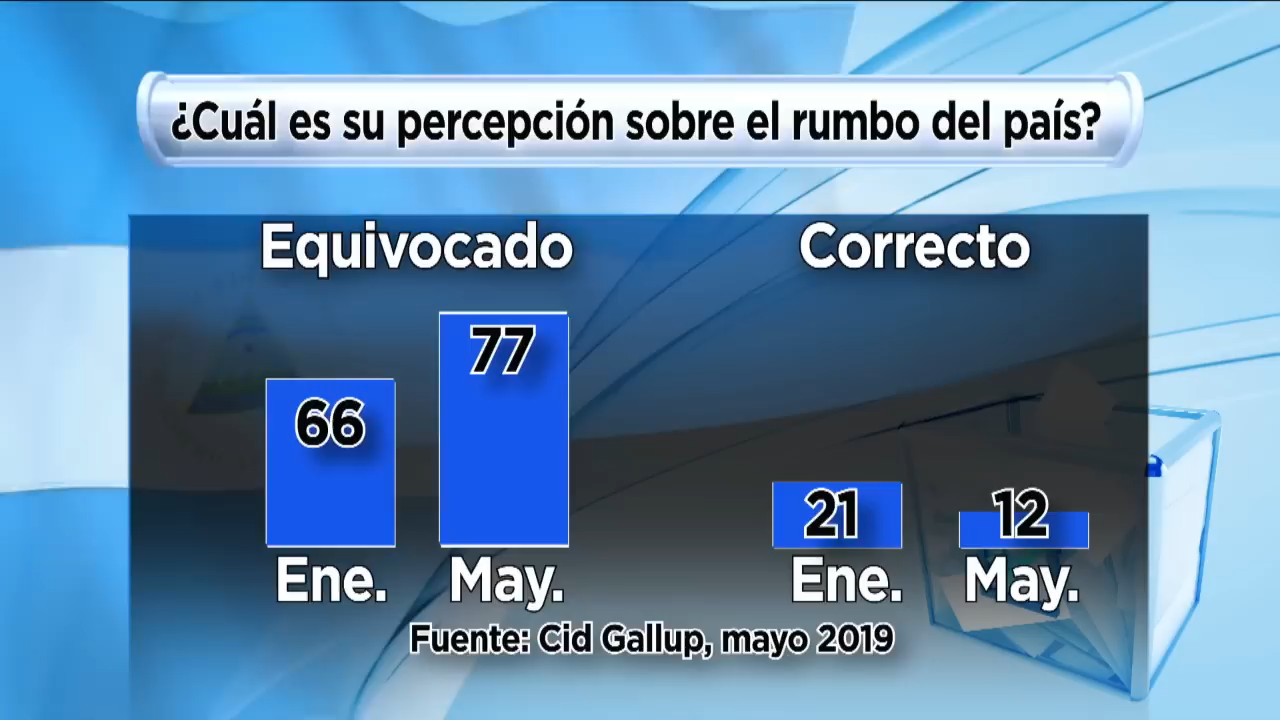 ¿Cuál es su percepción sobre el rumbo del país?
Equivocado
Correcto
66
77
21
12
Ene.
May.
Ene.
May.
Fuente: Cid Gallup, mayo 2019